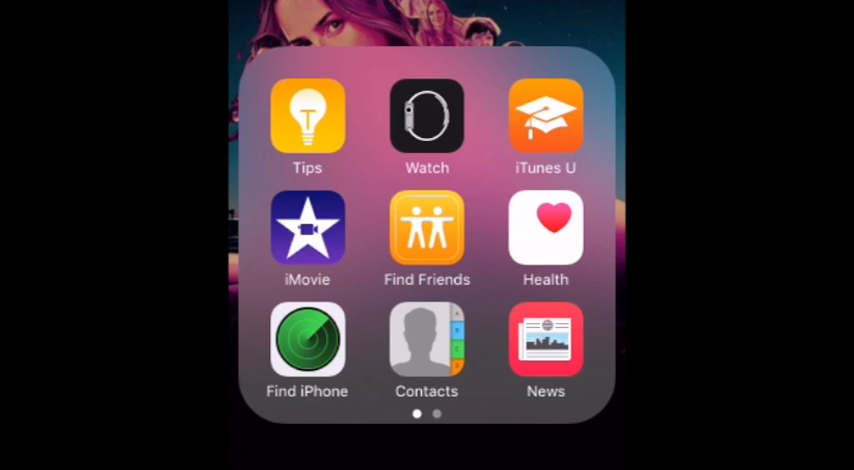 Tips Watch iTunes U
iMovie Find Friends Health
Find iPhone Contacts News